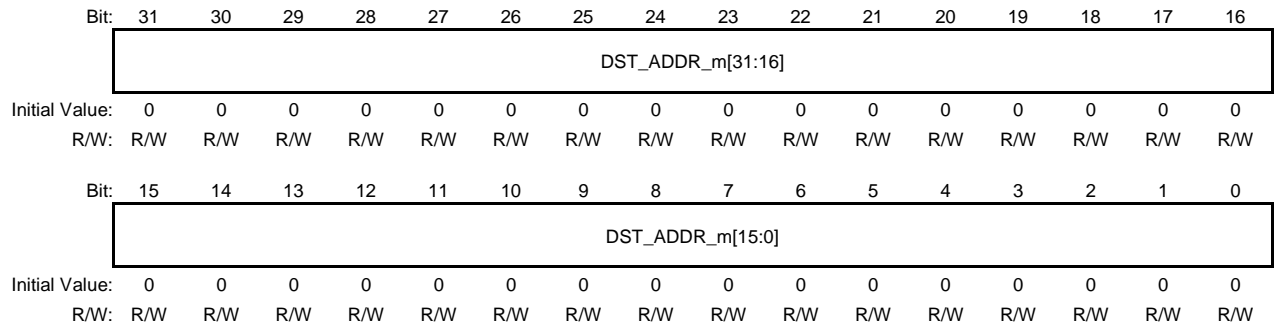 Bit: 31 30 29 28 27 26 25 24 23 22 21 20 19 18 17 16
DST_ADDR_m[31:16]
Initial Value: 0 0 0 0 0 0 0 0 0 0 0 0 0 0 0 0
R/W: R/W R/W R/W R/W R/W R/W R/W R/W R/W R/W R/W R/W R/W R/W R/W R/W
Bit: 15 14 13 12 11 10 9 8 7 6 5 4 3 2 1 0
DST_ADDR_m[15:0]
Initial Value: 0 0 0 0 0 0 0 0 0 0 0 0 0 0 0 0
R/W: R/W R/W R/W R/W R/W R/W R/W R/W R/W R/W R/W R/W R/W R/W R/W R/W